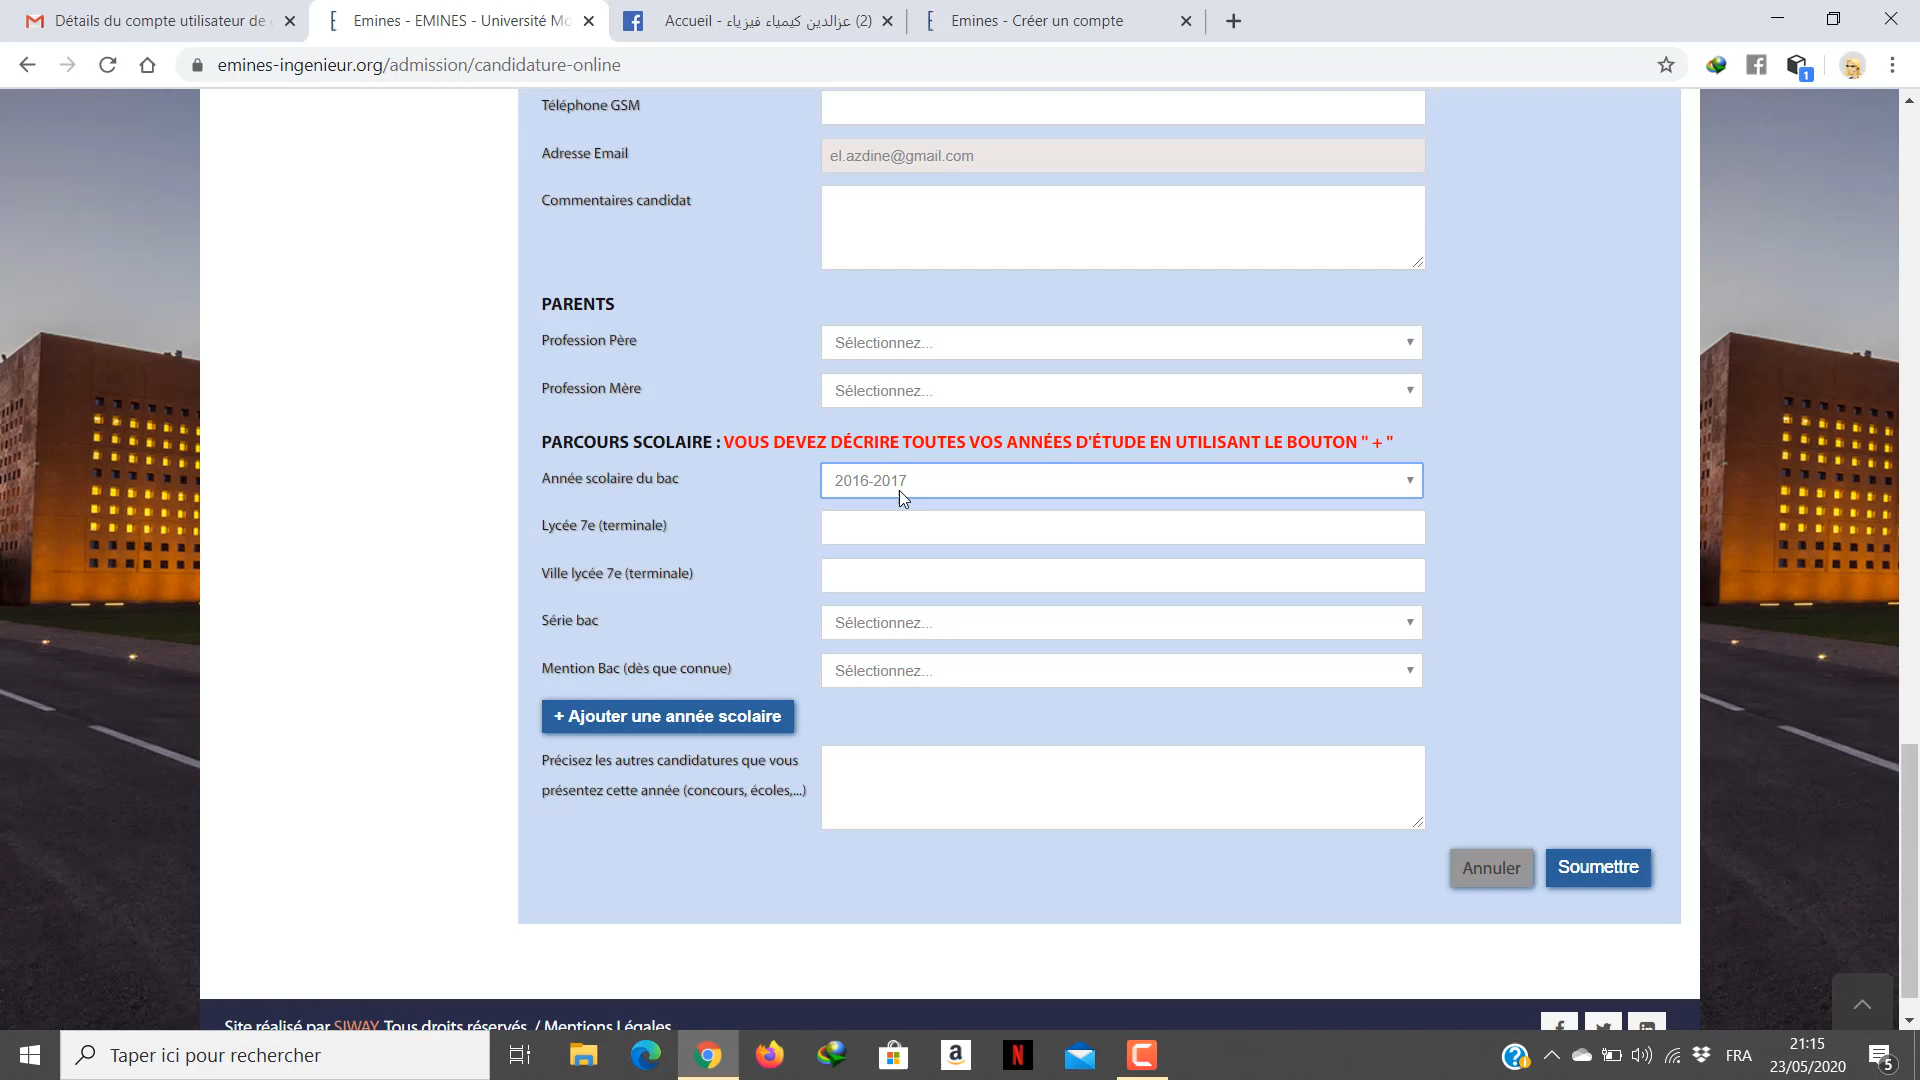 Détails du compte utilisateur de
Emines - EMINES - Université Mo
Accueil - عزالدين كيمياء فيزياء (2)
Emines - Créer un compte
emines-ingenieur.org/admission/candidature-online
1
Téléphone GSM
Adresse Email
el.azdine@gmail.com
Commentaires candidat
PARENTS
Profession Père
Sélectionnez...
Profession Mère
Sélectionnez...
PARCOURS SCOLAIRE : VOUS DEVEZ DÉCRIRE TOUTES VOS ANNÉES D'ÉTUDE EN UTILISANT LE BOUTON " + "
Année scolaire du bac
2016-2017
Lycée 7e (terminale)
Ville lycée 7e (terminale)
Série bac
Sélectionnez...
Mention Bac (dès que connue)
Sélectionnez...
+ Ajouter une année scolaire
Précisez les autres candidatures que vous
présentez cette année (concours, écoles,...)
Annuler
Soumettre
Site réalisé par SIWAY Tous droits réservés / Mentions Légales
Taper ici pour rechercher
FRA
21:15
23/05/2020
5